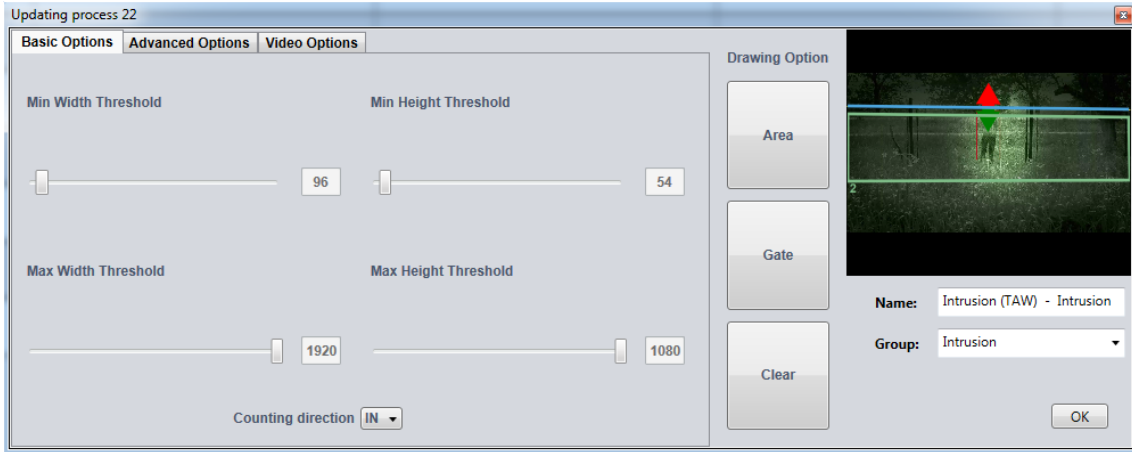 Updating process 22
Basic Options Advanced Options Video Options
Drawing Option
Min Width Threshold Min Height Threshold
Area
96 54
2
Gate
Max Width Threshold Max Height Threshold
Name: Intrusion (TAW) - Intrusion
Group: Intrusion
1920 1080
Clear
Counting direction IN
OK